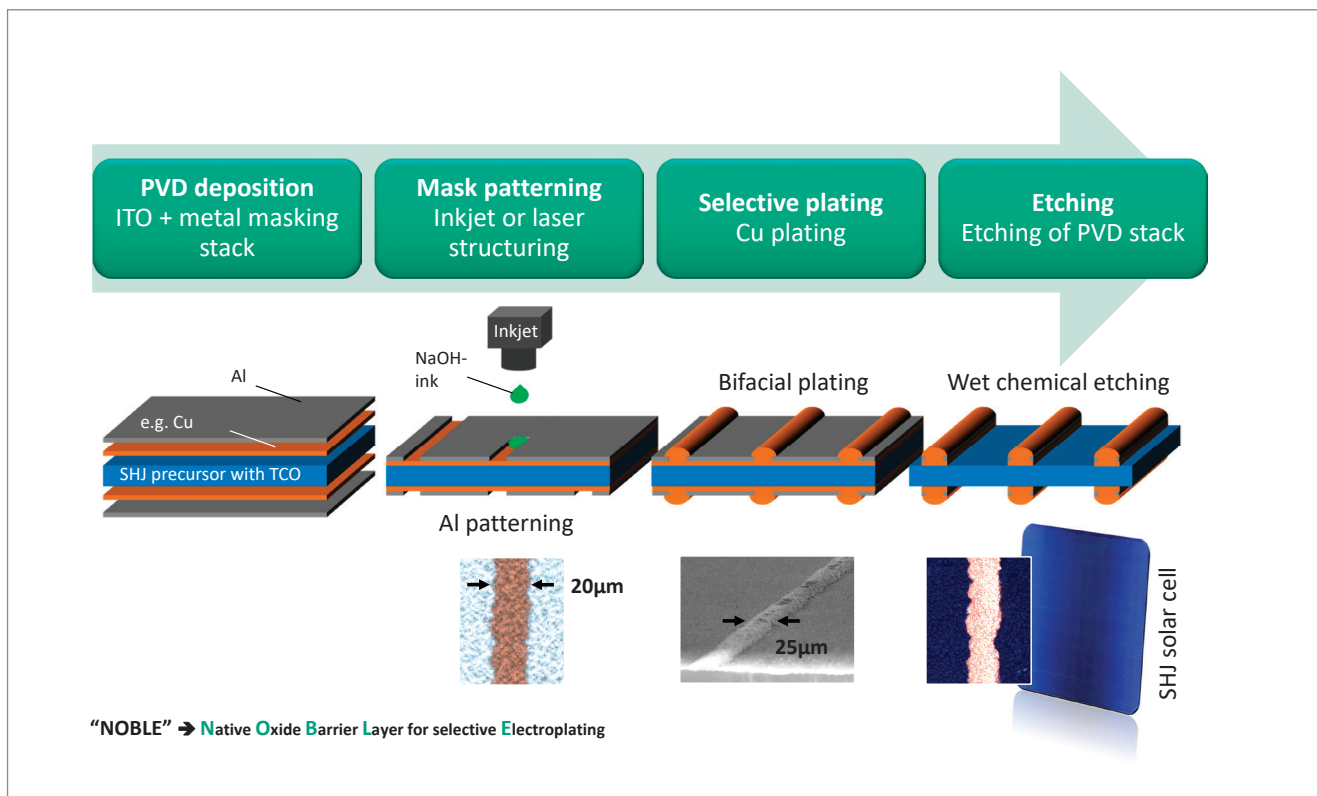 PVD deposition
ITO + metal masking
stack
Mask patterning
Inkjet or laser
structuring
Selective plating
Cu plating
Etching
Etching of PVD stack
Inkjet
NaOH-
ink
Al
e.g. Cu
SHJ precursor with TCO
Bifacial plating
Wet chemical etching
Al patterning
20µm
25µm
SHJ solar cell
“NOBLE” ➔ Native Oxide Barrier Layer for selective Electroplating